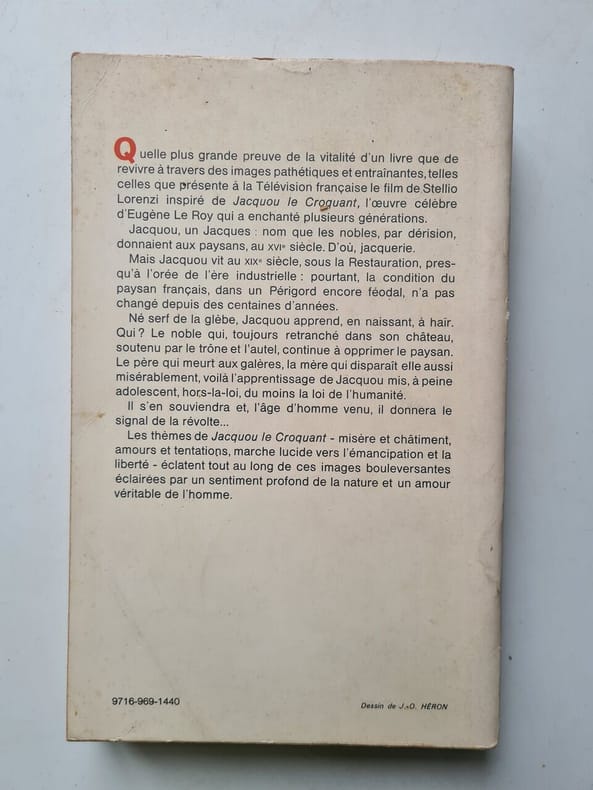 Quelle plus grande preuve de la vitalité d'un livre que de
revivre à travers des images pathétiques et entraînantes, telles
celles que présente à la Télévision française le film de Stellio
Lorenzi inspiré de Jacquou le Croquant, l'œuvre célèbre
d'Eugène Le Roy qui a enchanté plusieurs générations.
Jacquou, un Jacques : nom que les nobles, par dérision,
donnaient aux paysans, au XVIe siècle. D'où, jacquerie.
Mais Jacquou vit au XIXe siècle, sous la Restauration, pres-
qu'à l'orée de l'ère industrielle : pourtant, la condition du
paysan français, dans un Périgord encore féodal, n'a pas
changé depuis des centaines d'années.
Né serf de la glèbe, Jacquou apprend, en naissant, à haïr.
Qui ? Le noble qui, toujours retranché dans son château,
soutenu par le trône et l'autel, continue à opprimer le paysan.
Le père qui meurt aux galères, la mère qui disparaît elle aussi
misérablement, voilà l'apprentissage de Jacquou mis, à peine
adolescent, hors-la-loi, du moins la loi de l'humanité.
Il s'en souviendra et, l'âge d'homme venu, il donnera le
signal de la révolte...
Les thèmes de Jacquou le Croquant - misère et châtiment,
amours et tentations, marche lucide vers l'émancipation et la
liberté - éclatent tout au long de ces images bouleversantes
éclairées par un sentiment profond de la nature et un amour
véritable de l'homme.
9716-969-1440
Dessin de J.-O. HÉRON